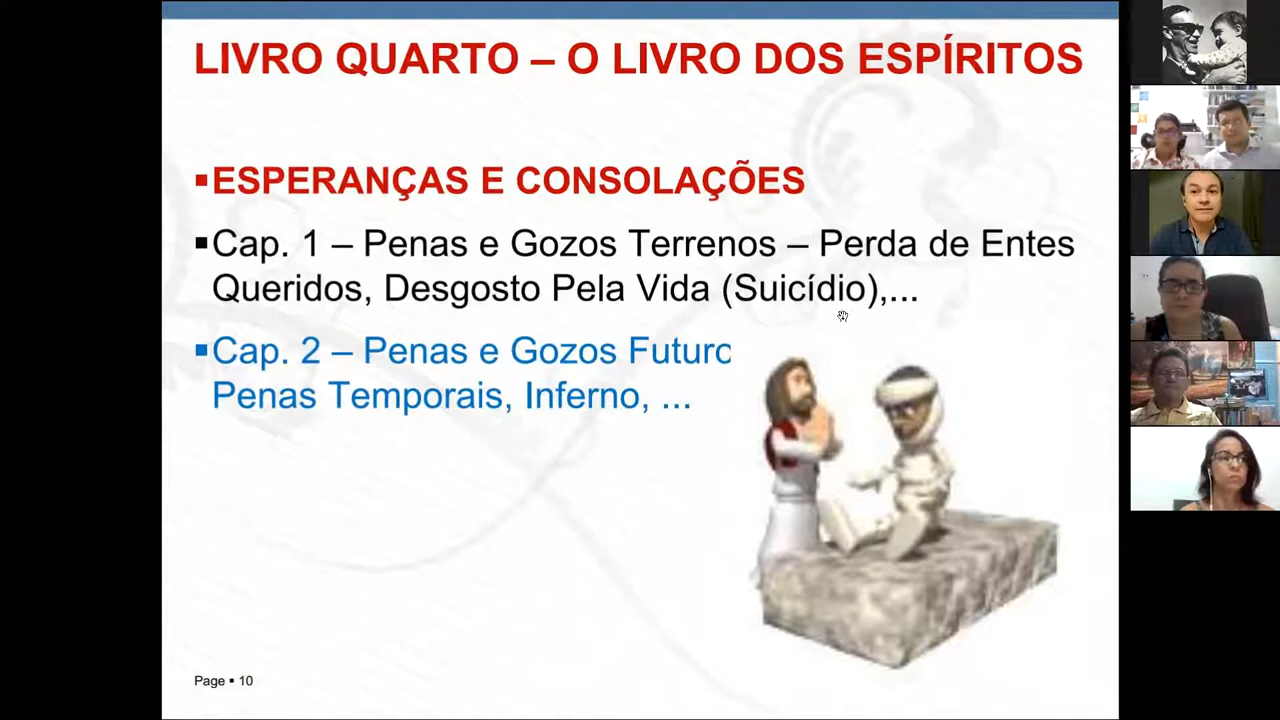 LIVRO QUARTO – O LIVRO DOS ESPÍRITOS
▪ESPERANÇAS E CONSOLAÇÕES
▪Cap. 1 – Penas e Gozos Terrenos – Perda de Entes
Queridos, Desgosto Pela Vida (Suicídio),...
▪Cap. 2 – Penas e Gozos Futuro
Penas Temporais, Inferno, ...
Page ▪ 10